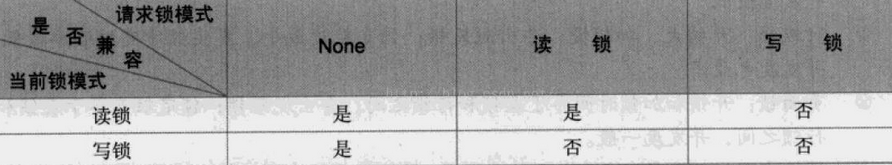 请求锁模式
是否兼容
当前锁模式
None
读 锁
写 锁
读锁 是 是 否
写锁 是 否 否